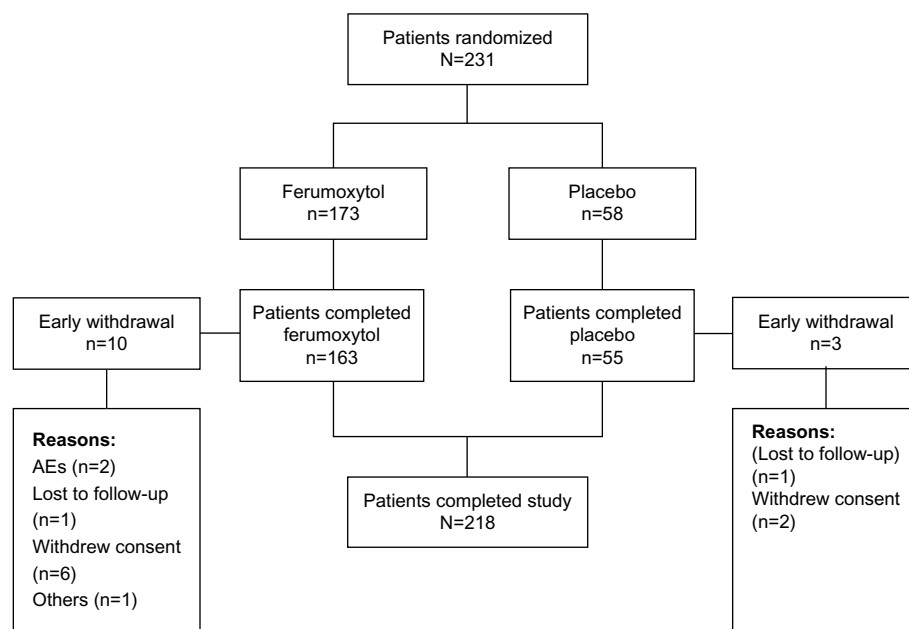 Patients randomized
N=231
Ferumoxytol
n=173
Placebo
n=58
Early withdrawal
n=10
Patients completed
ferumoxytol
n=163
Patients completed
placebo
n=55
Early withdrawal
n=3
Reasons:
AEs (n=2)
Lost to follow-up
(n=1)
Withdrew consent
(n=6)
Others (n=1)
Patients completed study
N=218
Reasons:
(Lost to follow-up)
(n=1)
Withdrew consent
(n=2)